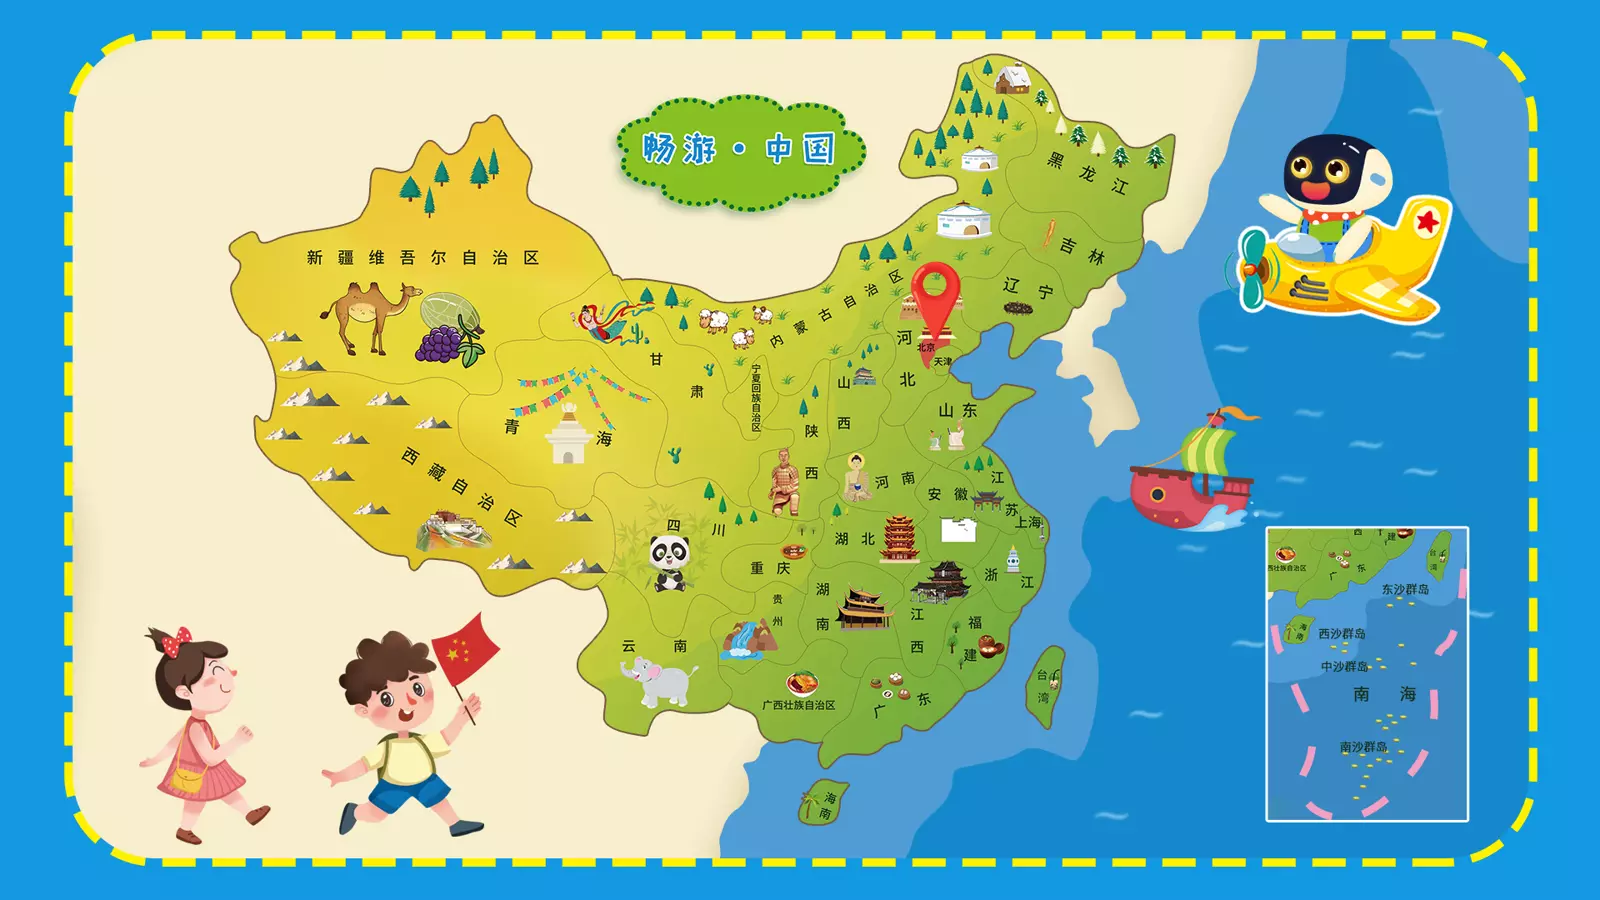 畅游·中国
黑龙江
吉林
辽宁
新疆维吾尔自治区
内蒙古自治区
甘肃
宁夏回族自治区
河北
北京
天津
山西
山东
青海
陕西
西藏自治区
河南
安徽
江苏
上海
四川
重庆
湖北
浙江
湖南
贵州
江西
福建
云南
广西壮族自治区
广东
台湾
海南
西
建
西壮族自治区
广东
台湾
海南
东沙群岛
西沙群岛
中沙群岛
南海
南沙群岛